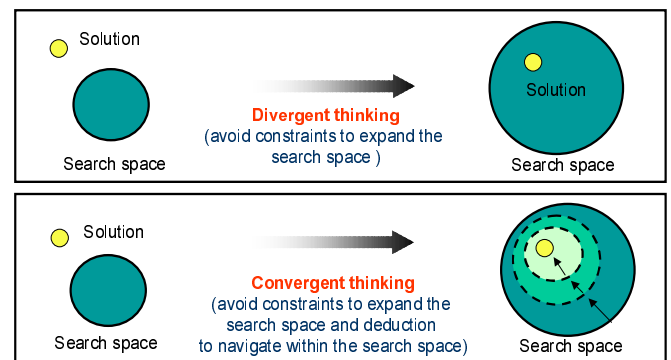 Solution
Search space
Divergent thinking
(avoid constraints to expand the
search space )
Solution
Search space
Solution
Search space
Convergent thinking
(avoid constraints to expand the
search space and deduction
to navigate within the search space)
Search space